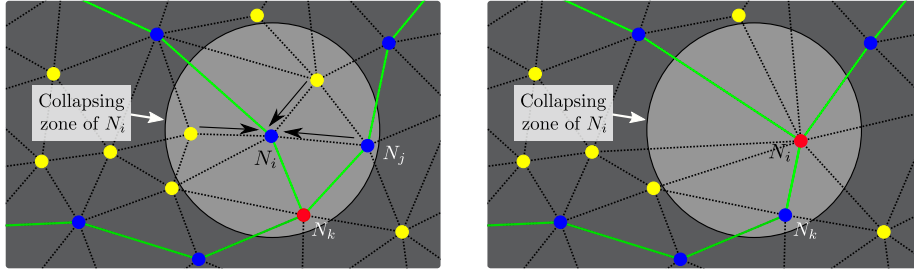 Collapsing
zone of N_i
N_i
N_j
N_k
Collapsing
zone of N_i
N_i
N_k